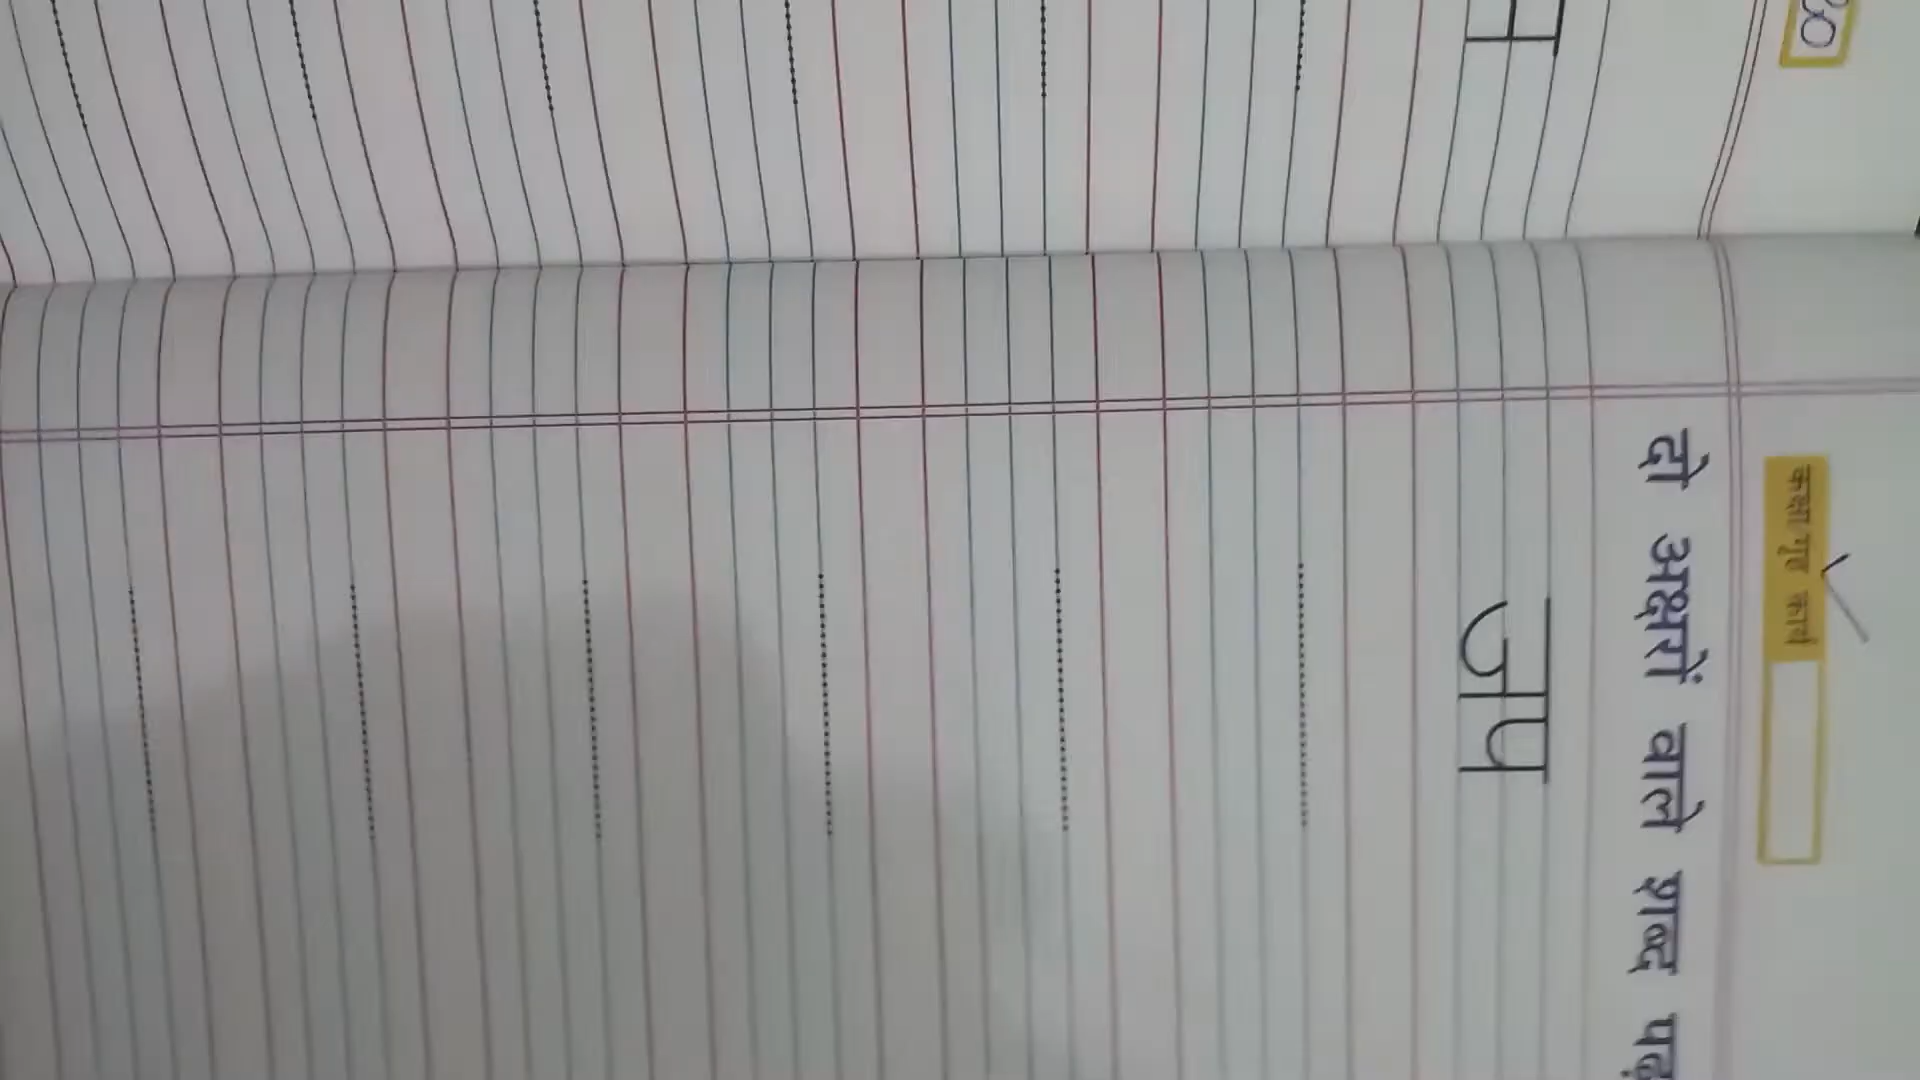 कक्षा/गृह कार्य
दो अक्षरों वाले शब्द
जप